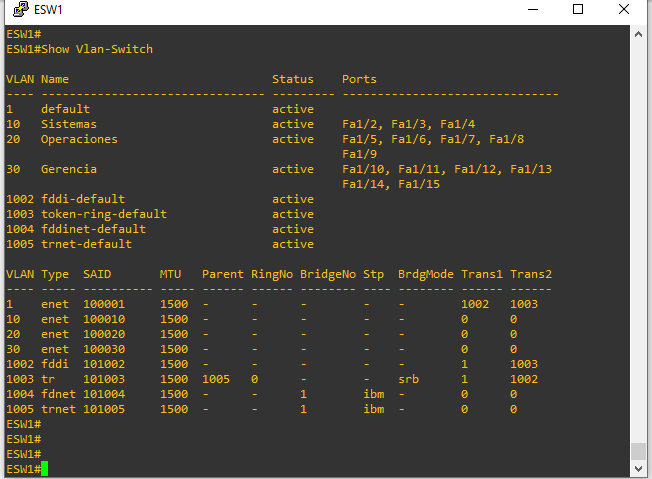 ESW1
ESW1#
ESW1#Show Vlan-Switch
VLAN Name                             Status    Ports
---- -------------------------------- --------- -------------------------------
1    default                          active
10   Sistemas                         active    Fa1/2, Fa1/3, Fa1/4
20   Operaciones                      active    Fa1/5, Fa1/6, Fa1/7, Fa1/8
                                                Fa1/9
30   Gerencia                         active    Fa1/10, Fa1/11, Fa1/12, Fa1/13
                                                Fa1/14, Fa1/15
1002 fddi-default                     active
1003 token-ring-default               active
1004 fddinet-default                  active
1005 trnet-default                    active
VLAN Type  SAID       MTU   Parent RingNo BridgeNo Stp  BrdgMode Trans1 Trans2
---- ----- ---------- ----- ------ ------ -------- ---- -------- ------ ------
1    enet  100001     1500  -      -      -        -    -        1002   1003
10   enet  100010     1500  -      -      -        -    -        0      0
20   enet  100020     1500  -      -      -        -    -        0      0
30   enet  100030     1500  -      -      -        -    -        0      0
1002 fddi  101002     1500  -      -      -        -    -        1      1003
1003 tr    101003     1500  1005   0      -        -    srb      1      1002
1004 fdnet 101004     1500  -      -      1        ibm  -        0      0
1005 trnet 101005     1500  -      -      1        ibm  -        0      0
ESW1#
ESW1#
ESW1#
ESW1#